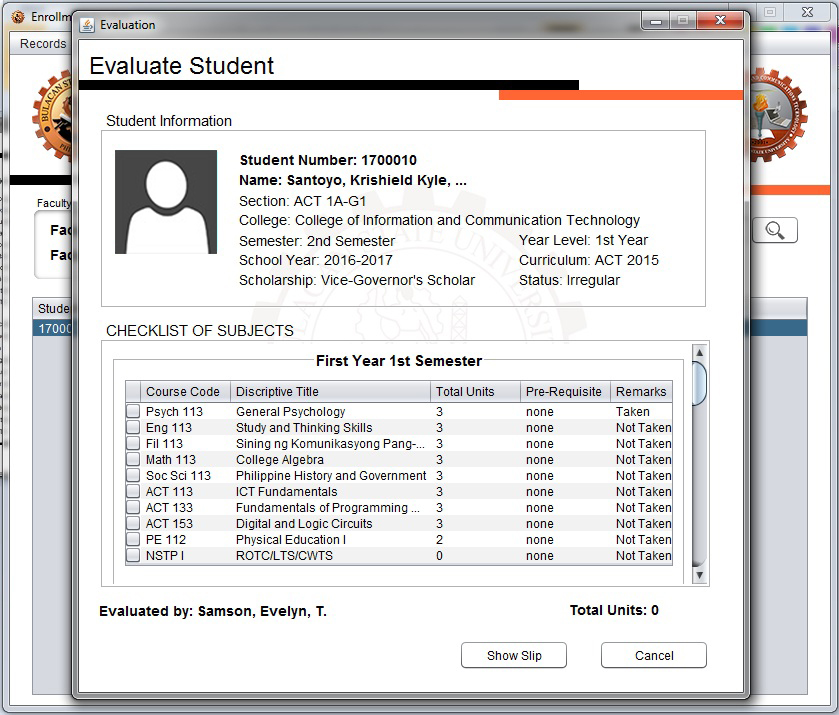 Enrollm
Evaluation
Records
Evaluate Student
Student Information
Student Number: 1700010
Name: Santoyo, Krishield Kyle, ...
Section: ACT 1A-G1
College: College of Information and Communication Technology
Semester: 2nd Semester Year Level: 1st Year
School Year: 2016-2017 Curriculum: ACT 2015
Scholarship: Vice-Governor's Scholar Status: Irregular
Faculty
Fac
Fac
Stude
1700
CHECKLIST OF SUBJECTS
First Year 1st Semester
Course Code Discriptive Title Total Units Pre-Requisite Remarks
Psych 113 General Psychology 3 none Taken
Eng 113 Study and Thinking Skills 3 none Not Taken
Fil 113 Sining ng Komunikasyong Pang-... 3 none Not Taken
Math 113 College Algebra 3 none Not Taken
Soc Sci 113 Philippine History and Government 3 none Not Taken
ACT 113 ICT Fundamentals 3 none Not Taken
ACT 133 Fundamentals of Programming ... 3 none Not Taken
ACT 153 Digital and Logic Circuits 3 none Not Taken
PE 112 Physical Education I 2 none Not Taken
NSTP I ROTC/LTS/CWTS 0 none Not Taken
Evaluated by: Samson, Evelyn, T. Total Units: 0
Show Slip Cancel